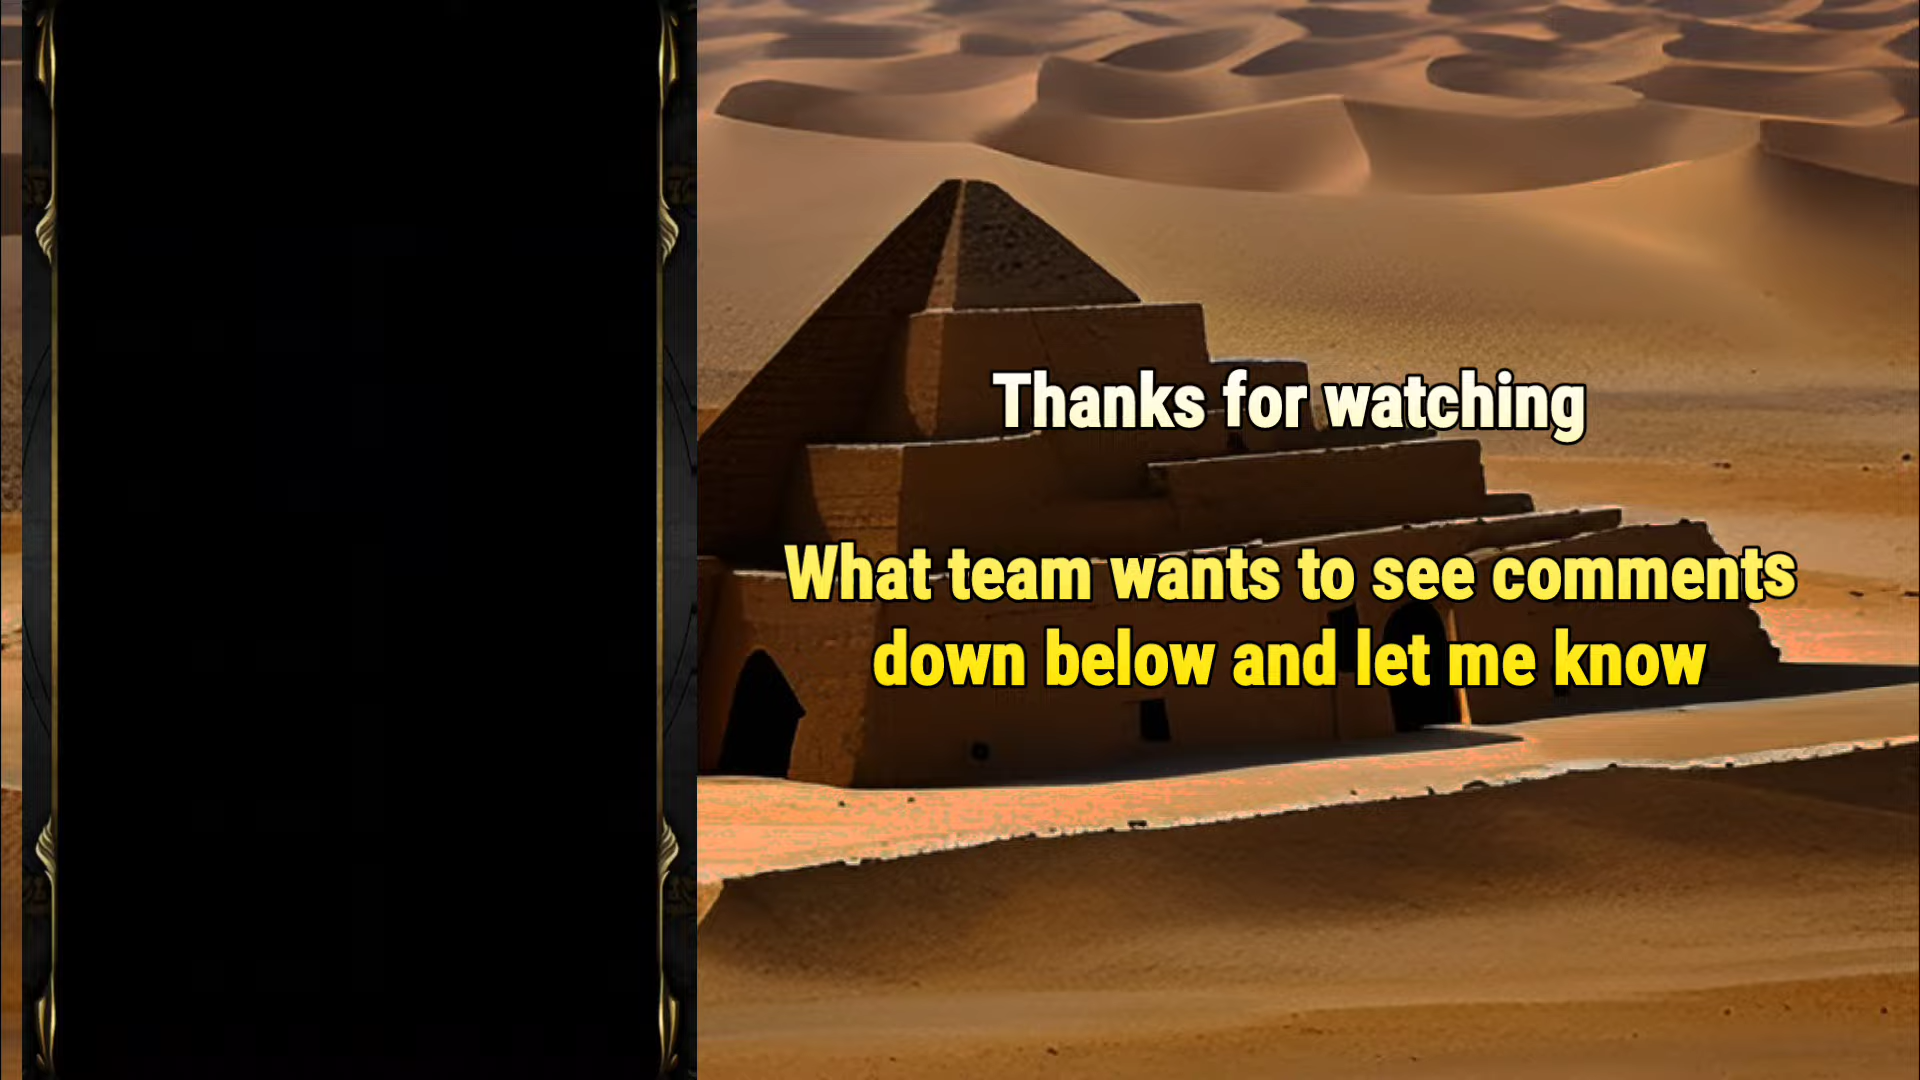 Thanks for watching
What team wants to see comments
down below and let me know